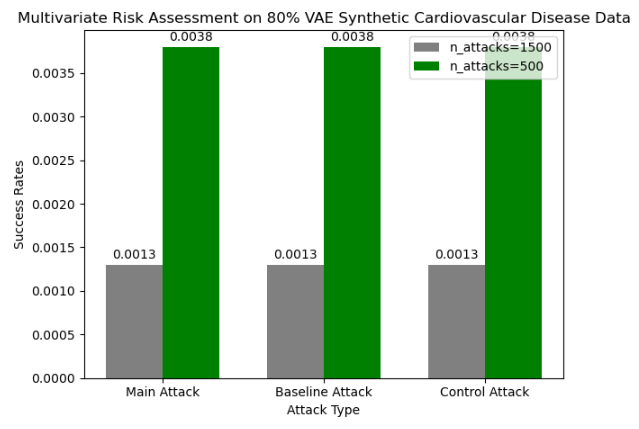 Multivariate Risk Assessment on 80% VAE Synthetic Cardiovascular Disease Data
0.0038
0.0038
0.0038
n_attacks=1500
n_attacks=500
0.0035
0.0030
0.0025
0.0020
0.0015
0.0010
0.0005
0.0000
Success Rates
0.0013
0.0013
0.0013
Main Attack
Baseline Attack
Control Attack
Attack Type